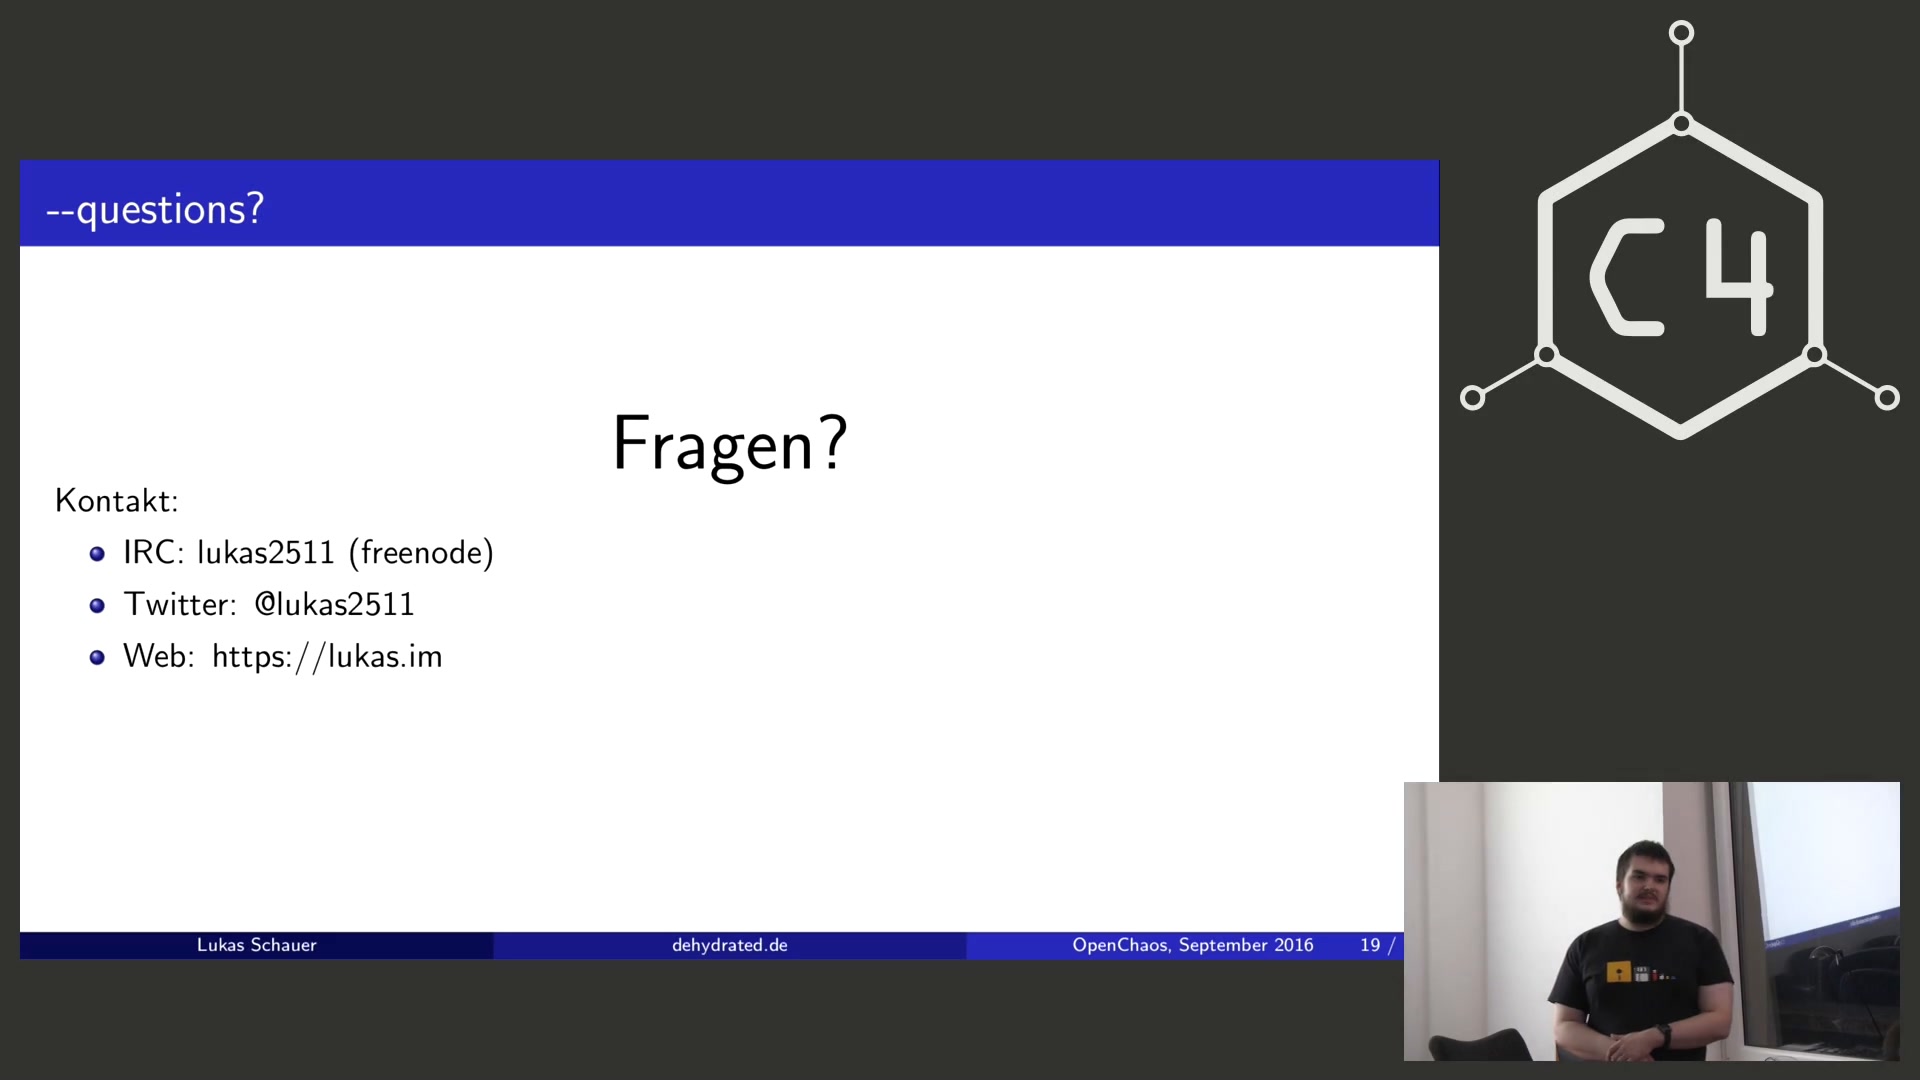 --questions?
Fragen?
Kontakt:
IRC: lukas2511 (freenode)
Twitter: @lukas2511
Web: https://lukas.im
Lukas Schauer
dehydrated.de
OpenChaos, September 2016
19 /
C4